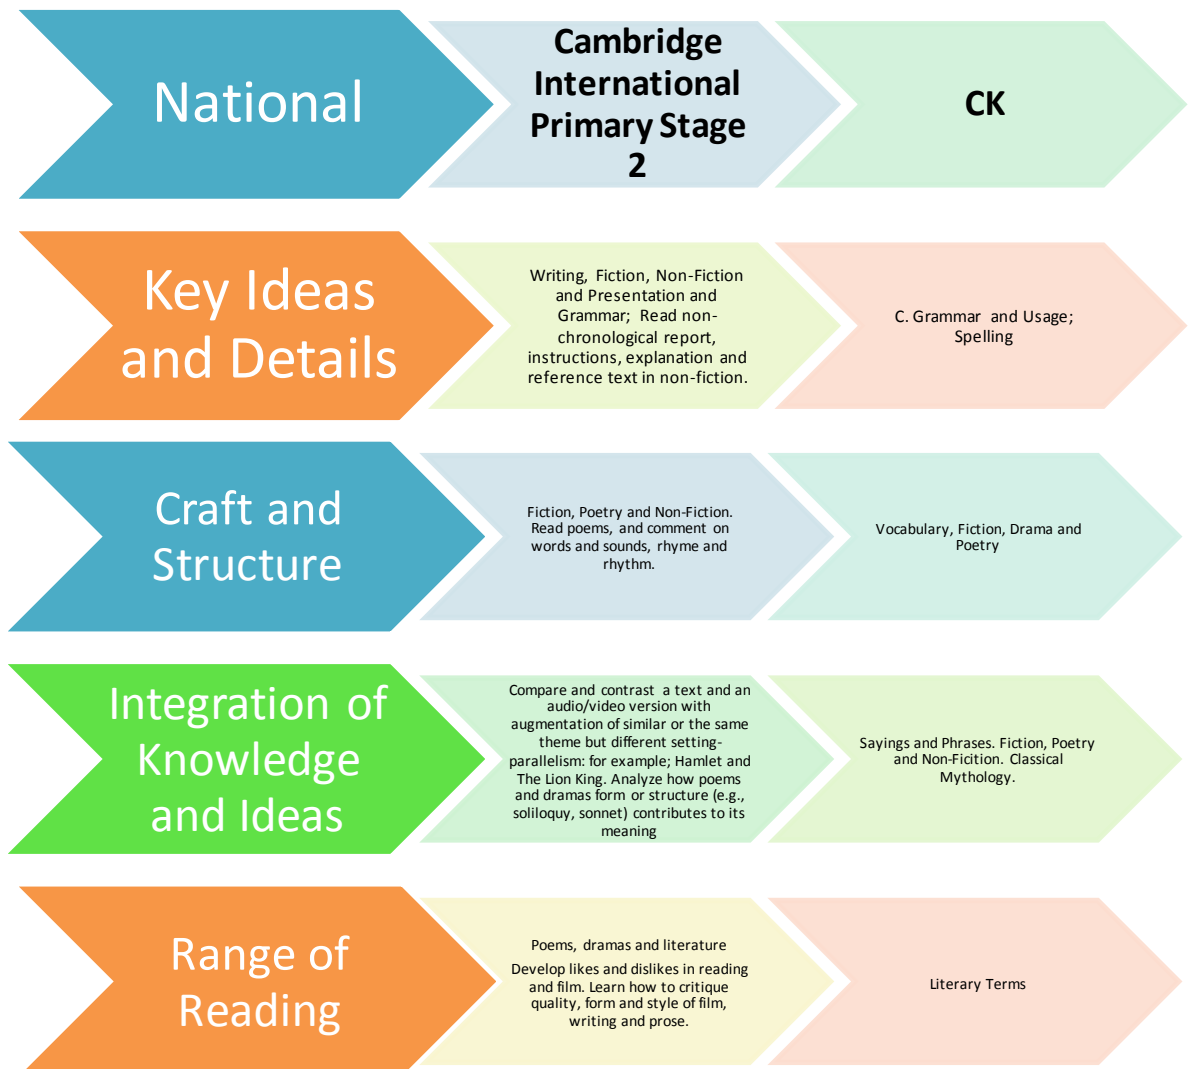 National
Cambridge
International
Primary Stage
2
CK
Key Ideas
and Details
Writing, Fiction, Non-Fiction
and Presentation and
Grammar; Read non-
chronological report,
instructions, explanation and
reference text in non-fiction.
C. Grammar and Usage;
Spelling
Craft and
Structure
Fiction, Poetry and Non-Fiction.
Read poems, and comment on
words and sounds, rhyme and
rhythm.
Vocabulary, Fiction, Drama and
Poetry
Integration of
Knowledge
and Ideas
Compare and contrast a text and an
audio/video version with
augmentation of similar or the same
theme but different setting-
parallelism: for example; Hamlet and
The Lion King. Analyze how poems
and dramas form or structure (e.g.,
soliloquy, sonnet) contributes to its
meaning
Sayings and Phrases. Fiction, Poetry
and Non-Ficition. Classical
Mythology.
Range of
Reading
Poems, dramas and literature
Develop likes and dislikes in reading
and film. Learn how to critique
quality, form and style of film,
writing and prose.
Literary Terms